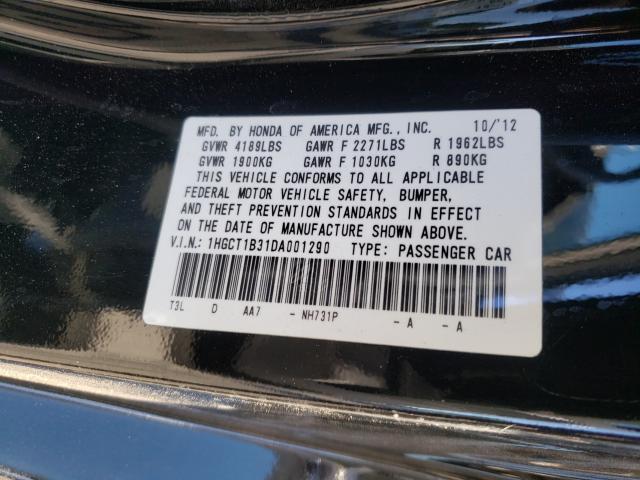 MFD. BY HONDA OF AMERICA MFG., INC. 10/'12
GVWR 4189LBS GAWR F 2271LBS R 1962LBS
GVWR 1900KG GAWR F 1030KG R 890KG
THIS VEHICLE CONFORMS TO ALL APPLICABLE
FEDERAL MOTOR VEHICLE SAFETY, BUMPER,
AND THEFT PREVENTION STANDARDS IN EFFECT
ON THE DATE OF MANUFACTURE SHOWN ABOVE.
V.I.N.: 1HGCT1B31DA001290 TYPE: PASSENGER CAR
T3L D AA7 - NH731P - A - A